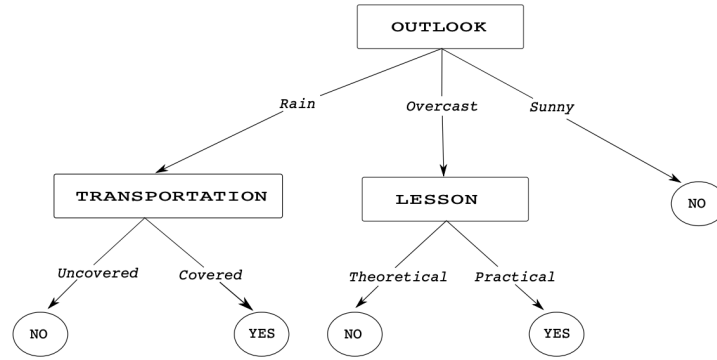 OUTLOOK
Rain
Overcast
Sunny
TRANSPORTATION
LESSON
NO
Uncovered
Covered
Theoretical
Practical
NO
YES
NO
YES